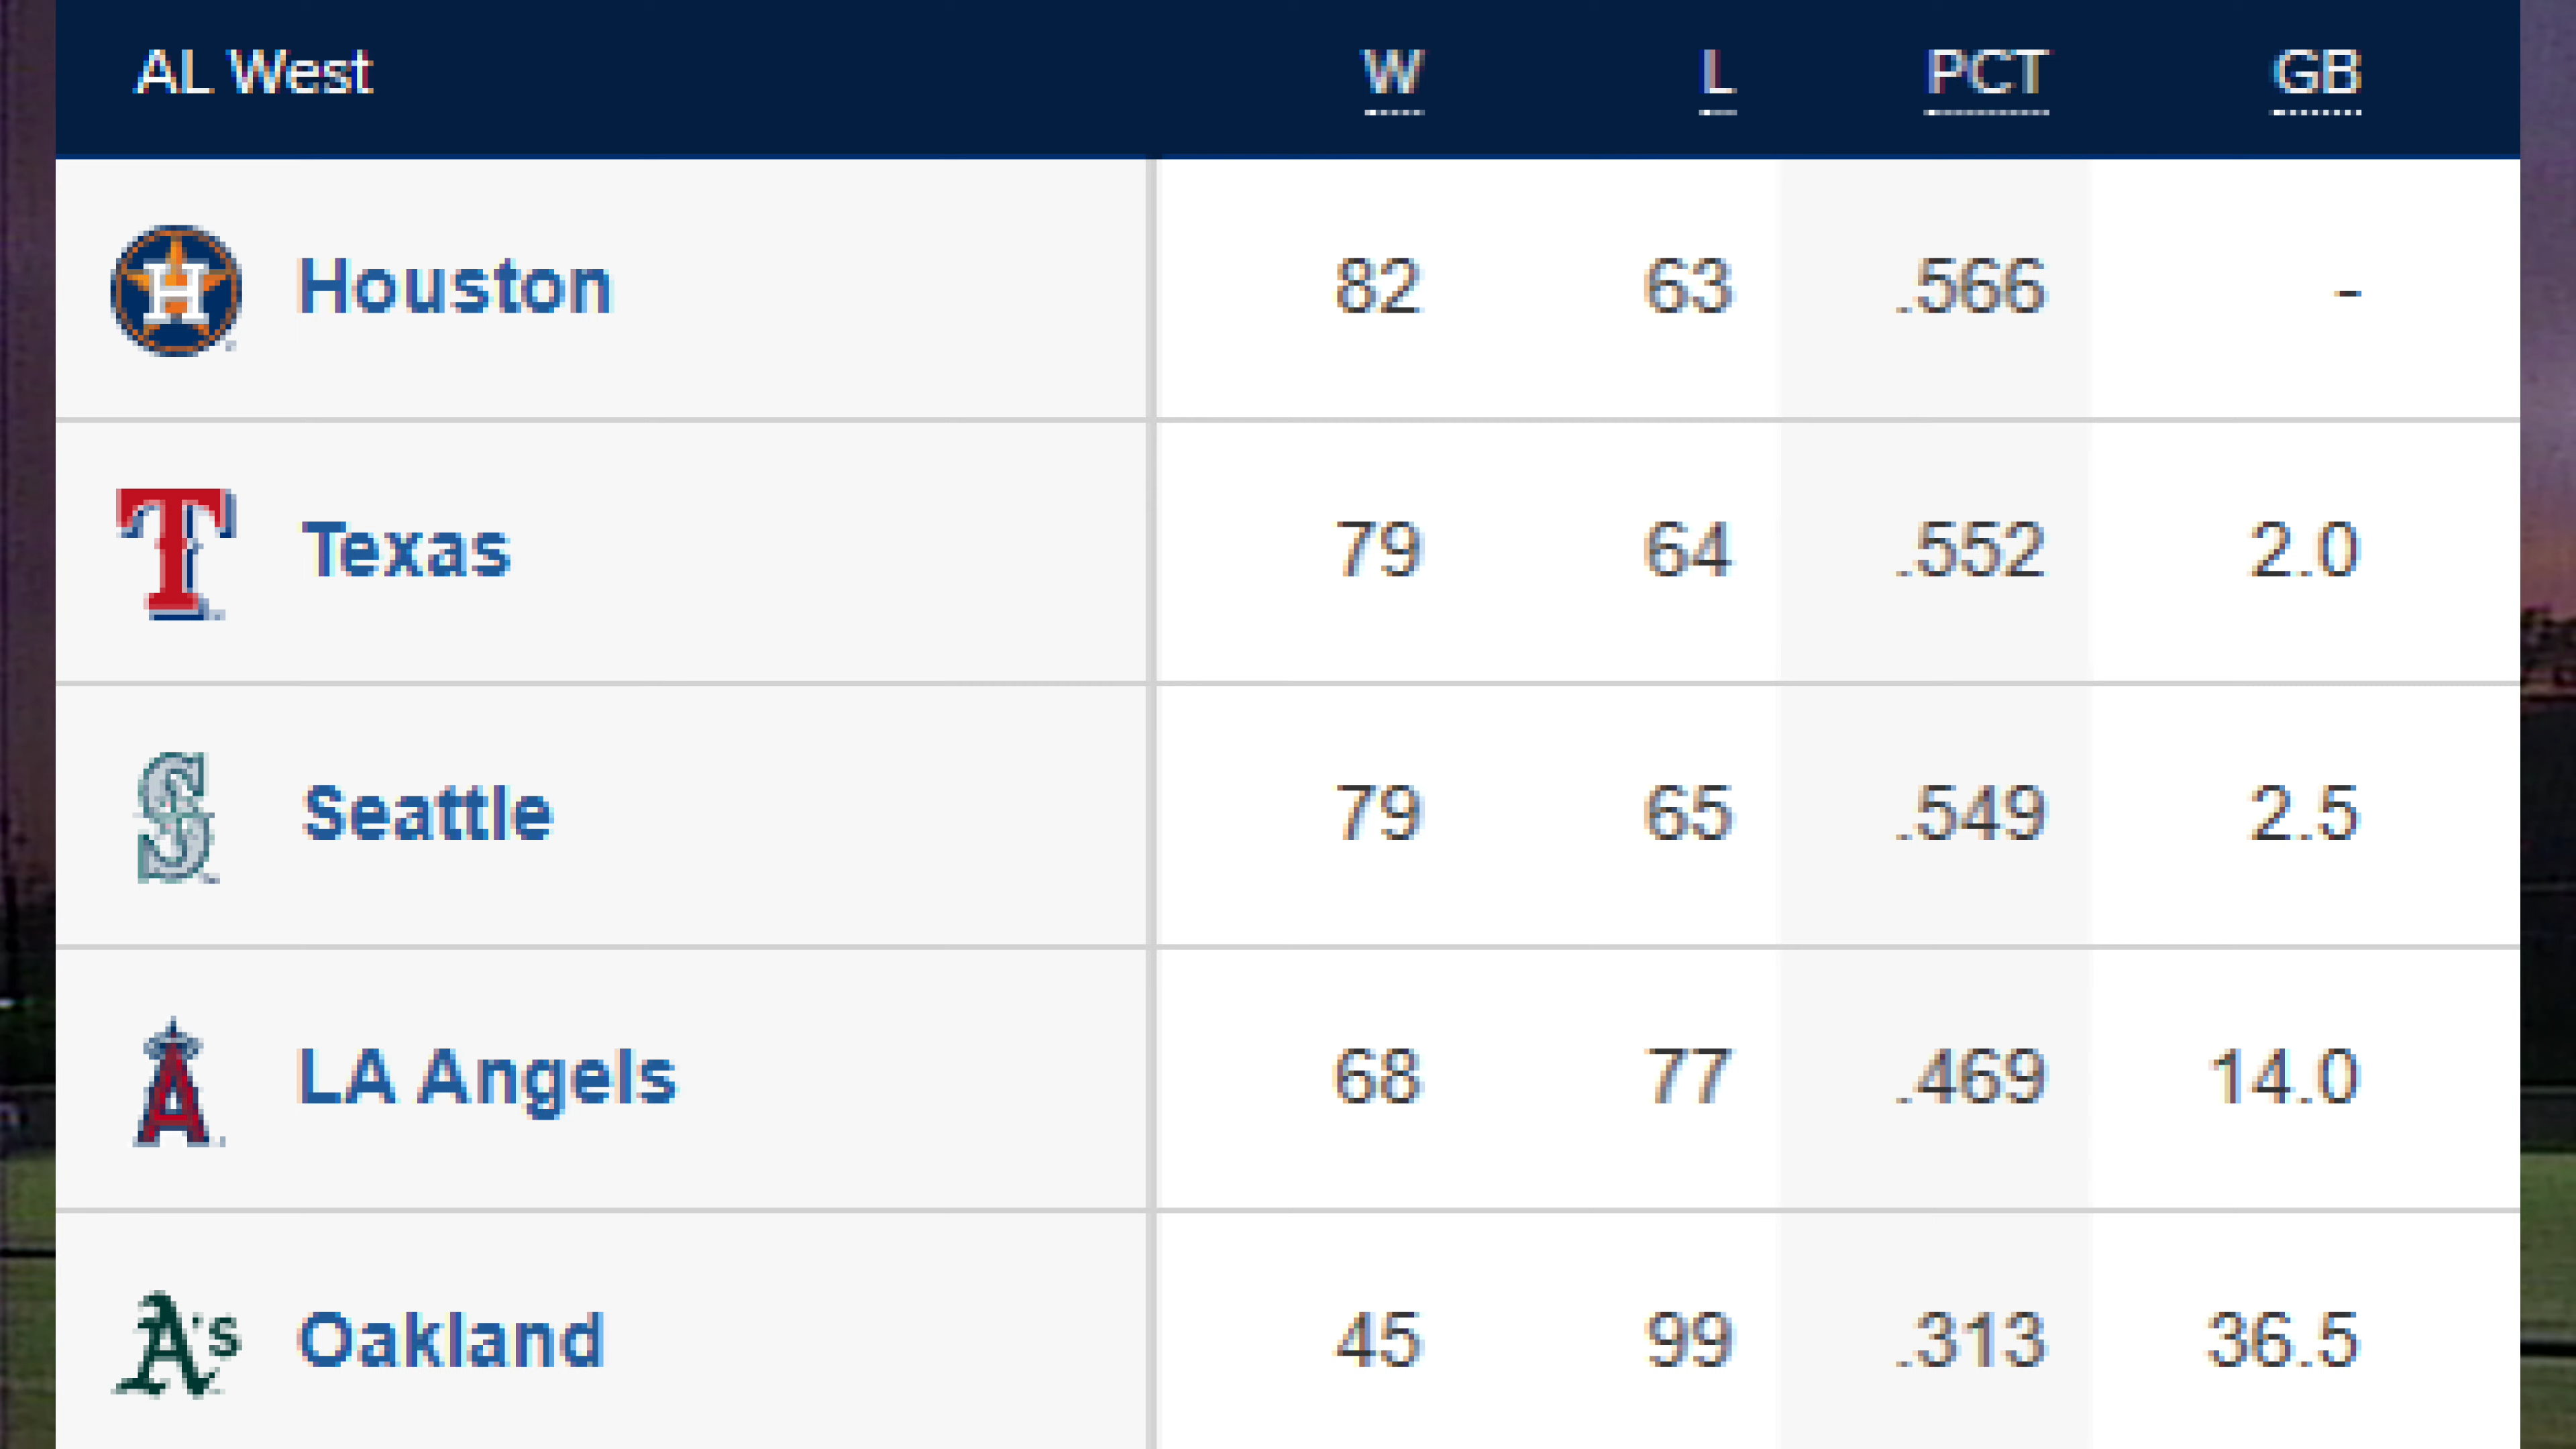 AL West W L PCT GB
Houston 82 63 .566 -
Texas 79 64 .552 2.0
Seattle 79 65 .549 2.5
LA Angels 68 77 .469 14.0
A's Oakland 45 99 .313 36.5